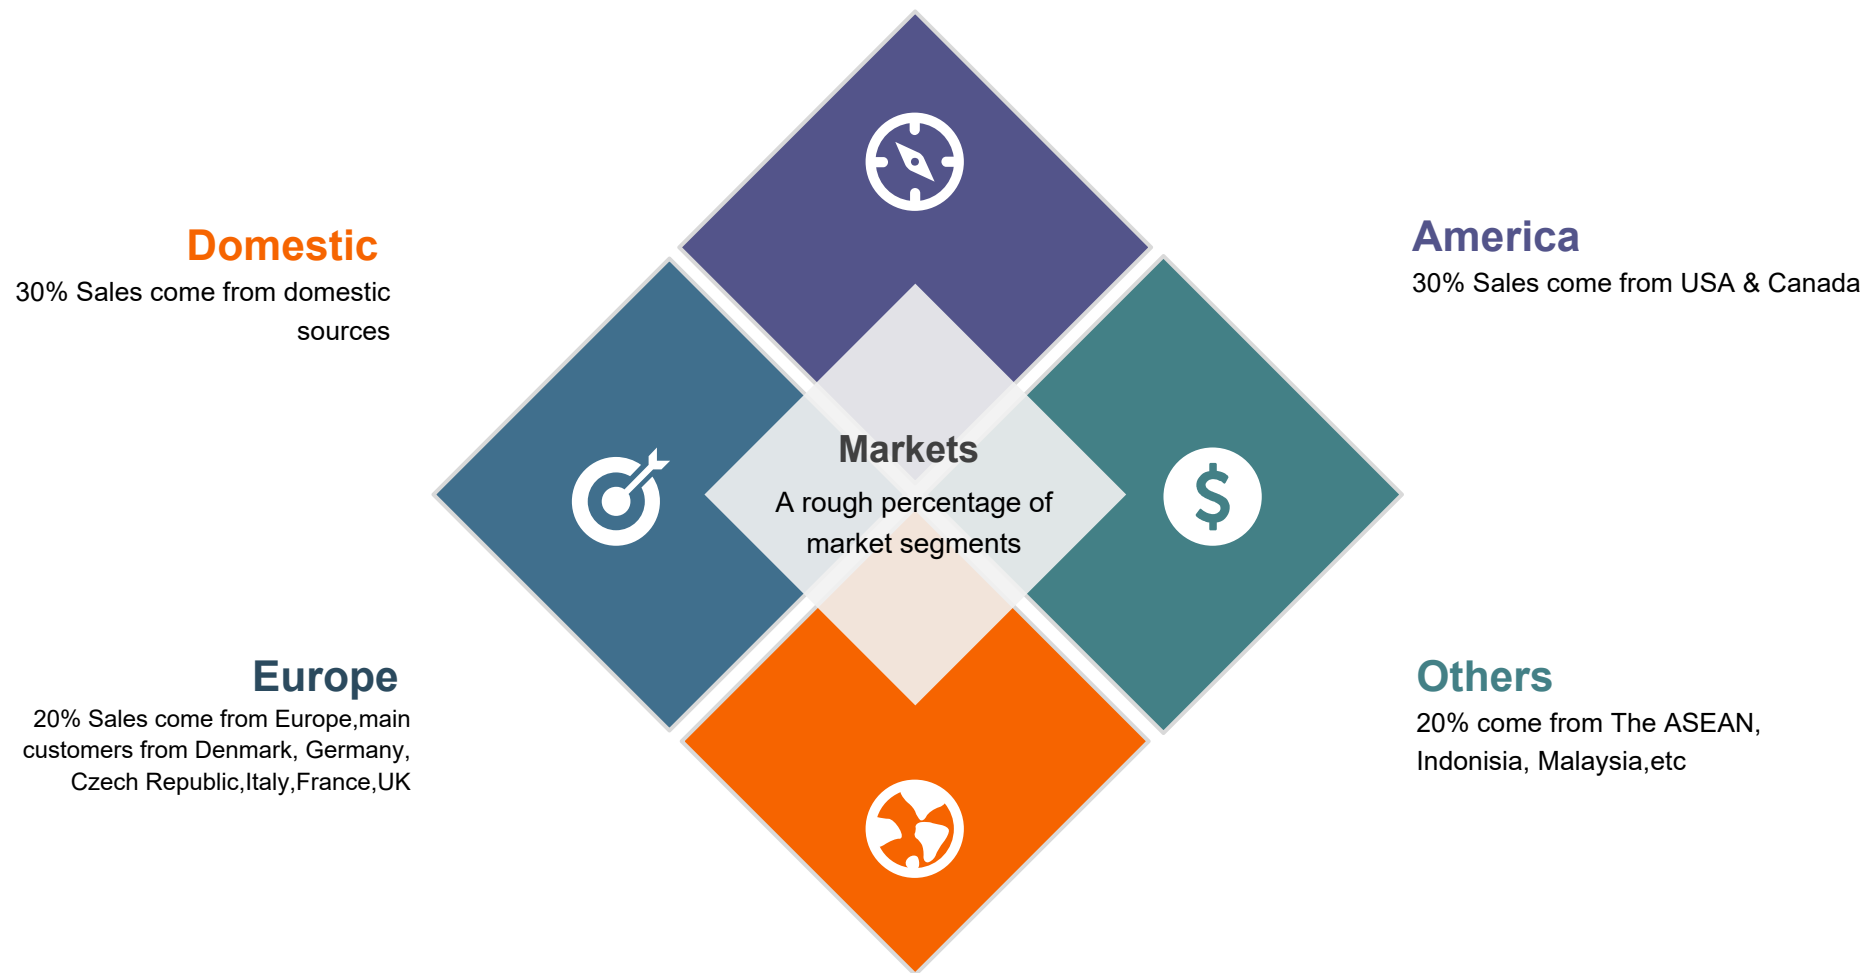 Domestic
30% Sales come from domestic
sources
America
30% Sales come from USA & Canada
Markets
A rough percentage of
market segments
Europe
20% Sales come from Europe,main
customers from Denmark, Germany,
Czech Republic,Italy,France,UK
Others
20% come from The ASEAN,
Indonisia, Malaysia,etc